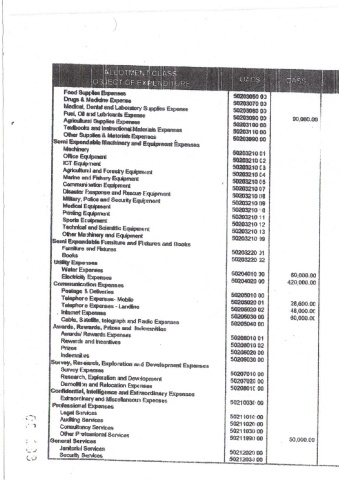 ALLOTMENT CLASS
OBJECT OF EXPENDITURE
UACS
CASS
Food Supplies Expenses 50203050 00
Drugs & Medicine Expense 50203070 00
Medical, Dental and Laboratory Supplies Expense 50203080 00
Fuel, Oil and Lubricants Expense 50203090 00 80,000.00
Agricultural Supplies Expenses 50203100 00
Textbooks and Instructional Materials Expenses 50203110 00
Other Supplies & Materials Expenses 50203990 00
Semi Expendable Machinery and Equipment Expenses
Machinery 50203210 01
Office Equipment 50203210 02
ICT Equipment 50203210 03
Agricultural and Forestry Equipment 50203210 04
Marine and Fishery Equipment 50203210 05
Communication Equipment 50203210 07
Disaster Response and Rescue Equipment 50203210 08
Military, Police and Security Equipment 50203210 09
Medical Equipment 50203210 10
Printing Equipment 50203210 11
Sports Equipment 50203210 12
Technical and Scientific Equipment 50203210 13
Other Machinery and Equipment 50203210 99
Semi Expendable Furniture and Fixtures and Books
Furniture and Fixtures 50203220 01
Books 50203220 02
Utility Expenses
Water Expenses 50204010 00 60,000.00
Electricity Expenses 50204020 00 420,000.00
Communication Expenses
Postage & Deliveries 50205010 00
Telephone Expenses- Mobile 50205020 01 28,600.00
Telephone Expenses - Landline 50205020 02 48,000.00
Internet Expenses 50205030 00 60,000.00
Cable, Satellite, telegraph and Radio Expenses 50205040 00
Awards, Rewards, Prizes and Indemnities
Awards/ Rewards Expenses 50206010 01
Rewards and Incentives 50206010 02
Prizes 50206020 00
Indemnities 50206030 00
Survey, Research, Exploration and Development Expenses
Survey Expenses 50207010 00
Research, Exploration and Development 50207020 00
Demolition and Relocation Expenses 50208010 00
Confidential, Intelligence and Extraordinary Expenses
Extraordinary and Miscellaneous Expenses 50210030 00
Professional Expenses
Legal Services 50211010 00
Auditing Services 50211020 00
Consultancy Services 50211030 00
Other Professional Services 50211990 00 50,000.00
General Services
Janitorial Services 50212020 00
Security Services 50212030 00